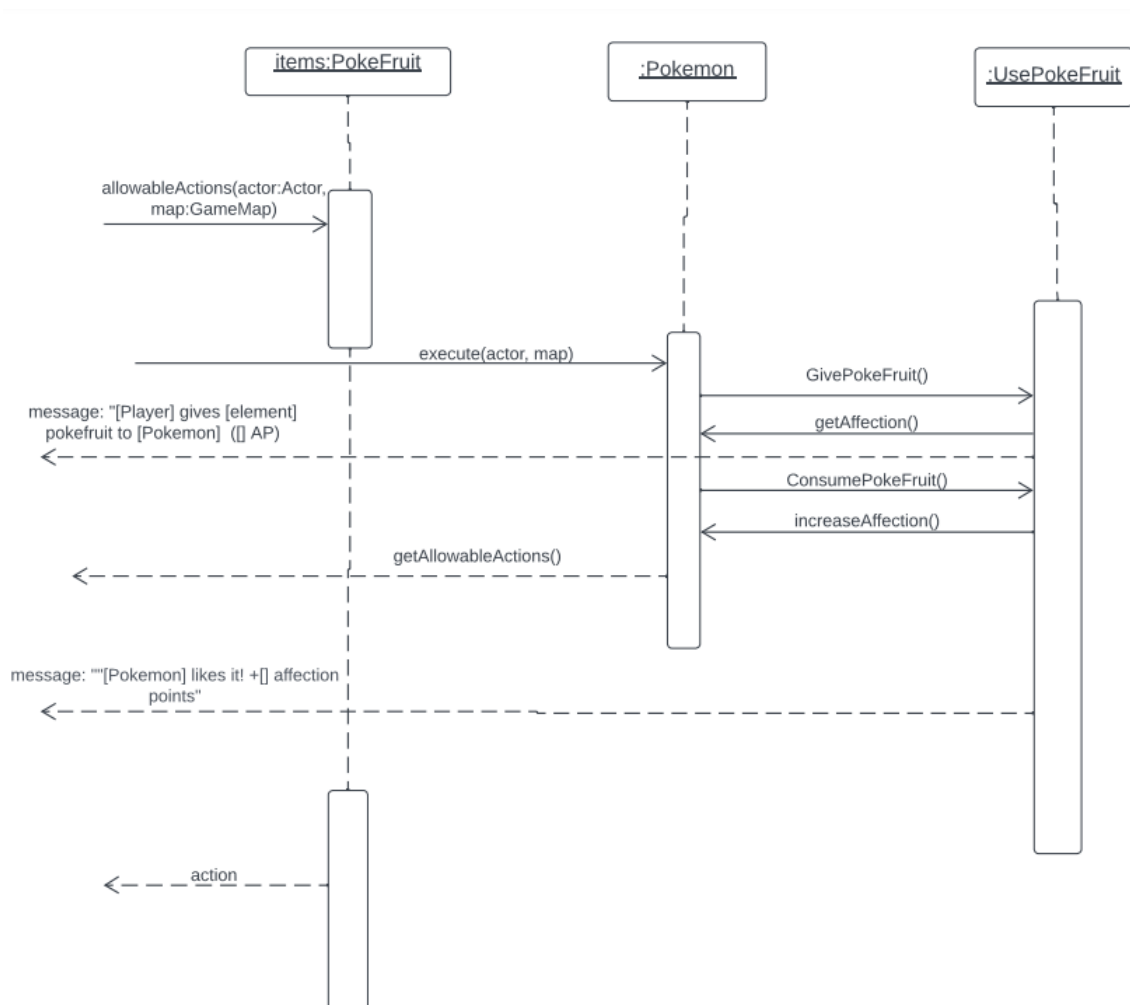 items:PokeFruit
:Pokemon
:UsePokeFruit
allowableActions(actor:Actor,
map:GameMap)
execute(actor, map)
GivePokeFruit()
message: "[Player] gives [element]
pokefruit to [Pokemon]  ([] AP)
getAffection()
ConsumePokeFruit()
increaseAffection()
getAllowableActions()
message: ""[Pokemon] likes it! +[] affection
points"
action